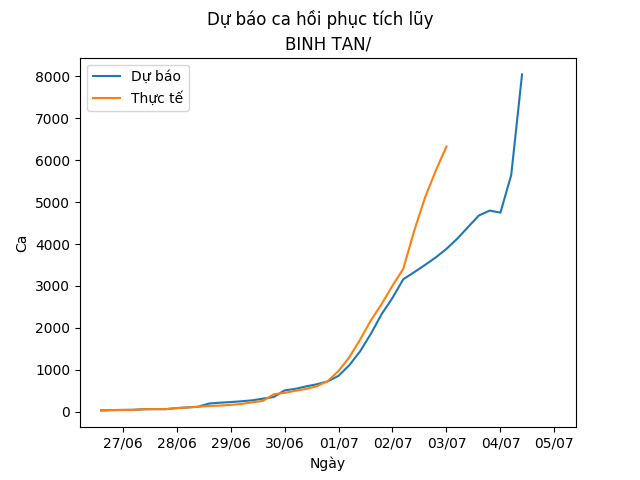 Dự báo ca hồi phục tích lũy
BINH TAN/
Dự báo
Thực tế
8000
7000
6000
5000
4000
3000
2000
1000
0
Ca
27/06 28/06 29/06 30/06 01/07 02/07 03/07 04/07 05/07
Ngày